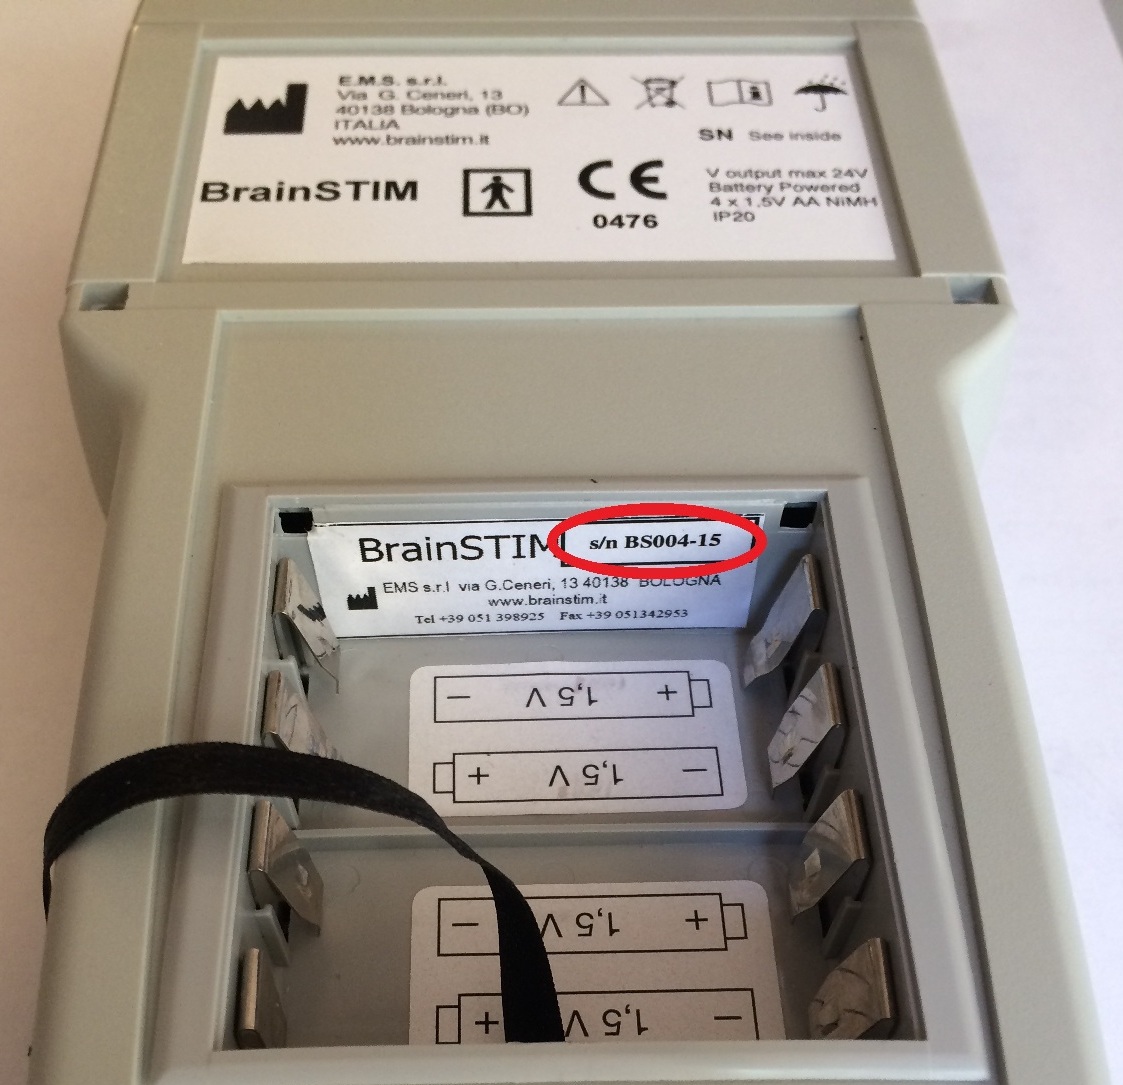 E.M.S. s.r.l.
Via G. Ceneri, 13
40138 Bologna (BO)
ITALIA
www.brainstim.it
SN See inside
BrainSTIM
CE
0476
V output max 24V
Battery Powered
4 x 1,5V AA NiMH
IP20
BrainSTIM
s/n BS004-15
EMS s.r.l via G.Ceneri, 13 40138 BOLOGNA
www.brainstim.it
Tel +39 051 398925 Fax +39 051342953
- 1,5 V +
+ 1,5 V -
- 1,5 V +
+ 1,5 V -